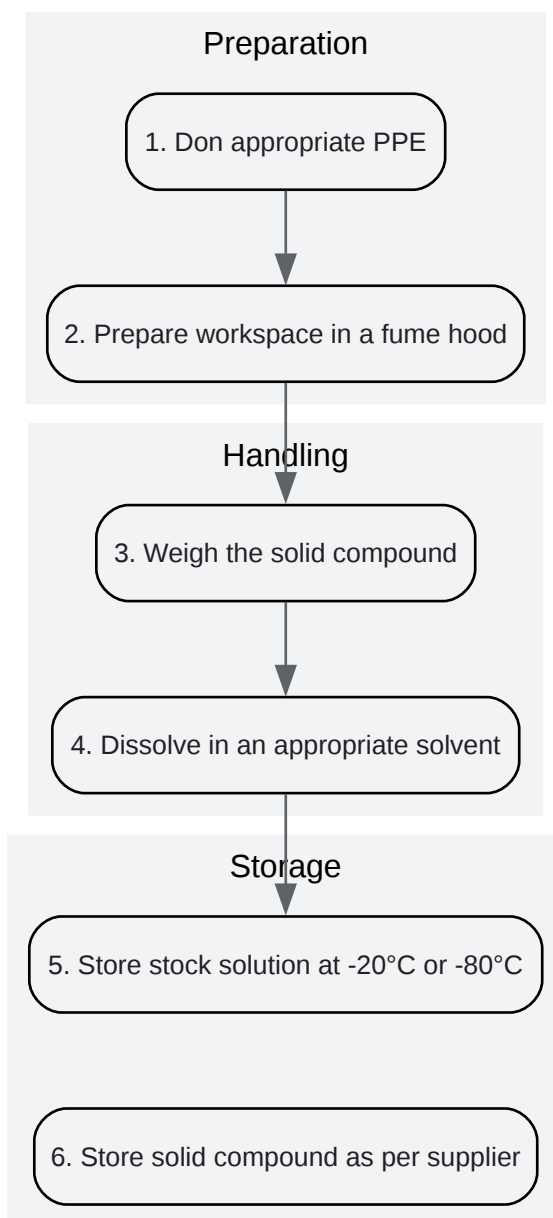 Preparation
1. Don appropriate PPE
2. Prepare workspace in a fume hood
Handling
3. Weigh the solid compound
4. Dissolve in an appropriate solvent
Storage
5. Store stock solution at -20°C or -80°C
6. Store solid compound as per supplier